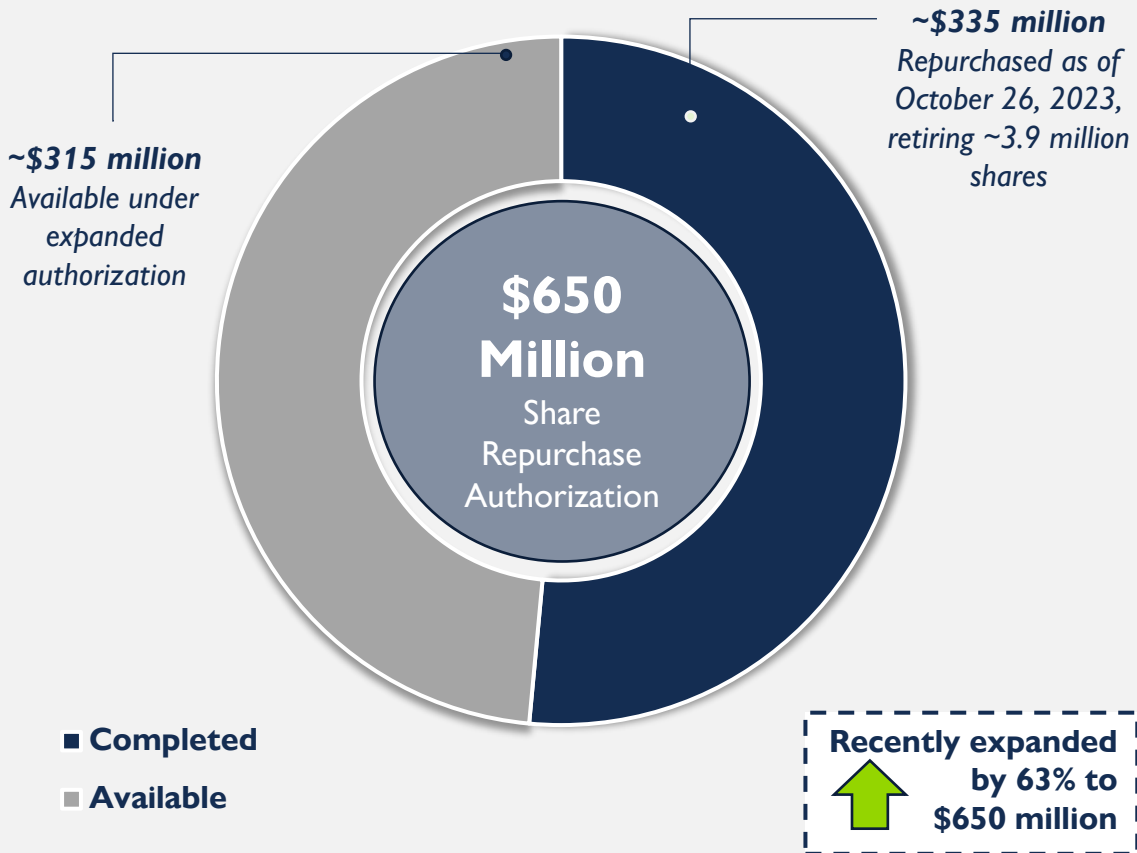 ~$335 million
Repurchased as of
October 26, 2023,
retiring ~3.9 million
shares
~$315 million
Available under
expanded
authorization
$650
Million
Share
Repurchase
Authorization
Completed
Available
Recently expanded
by 63% to
$650 million